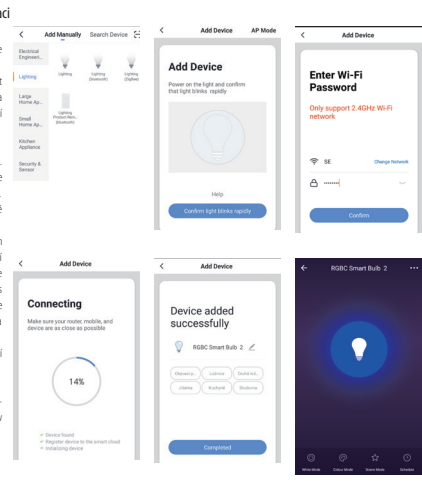 Add Manually Search Device
Electrical
Engineeri...
Lighting
Large
Home Ap...
Small
Home Ap...
Kitchen
Appliance
Security &
Sensor
Lighting
Lighting
(bluetooth)
Lighting
(Zigbee)
Lighting
(bluetooth)
Add Device AP Mode
Add Device
Power on the light and confirm
that light blinks rapidly
Help
Confirm light blinks rapidly
Add Device
Enter Wi-Fi
Password
Only support 2.4GHz Wi-Fi
network
SE Change Network
Confirm
Add Device
Connecting
Make sure your router, mobile, and
device are as close as possible
14%
Device found
Register device to the smart cloud
Initializing device
Add Device
Device added
successfully
RGBC Smart Bulb 2
Ložnice
Jídelna Kuchyně Studovna
Completed
RGBC Smart Bulb 2
White Mode Colour Mode Scene Mode Schedule